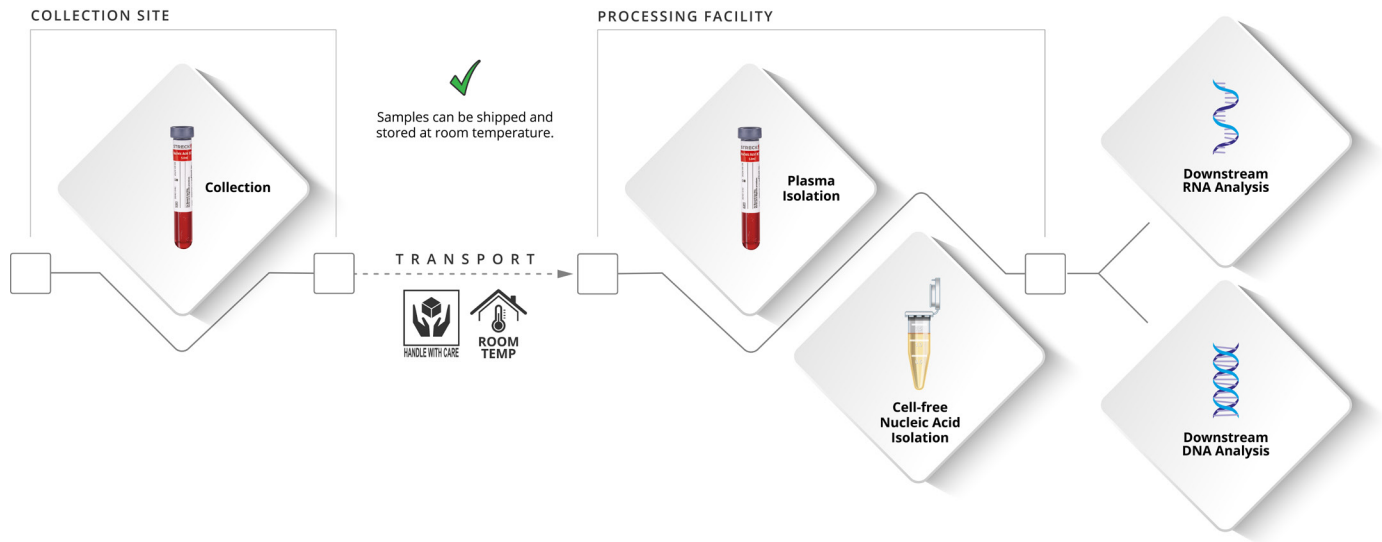 COLLECTION SITE
PROCESSING FACILITY
Samples can be shipped and
stored at room temperature.
Collection
Plasma
Isolation
Downstream
RNA Analysis
TRANSPORT
HANDLE WITH CARE
ROOM
TEMP
Cell-free
Nucleic Acid
Isolation
Downstream
DNA Analysis